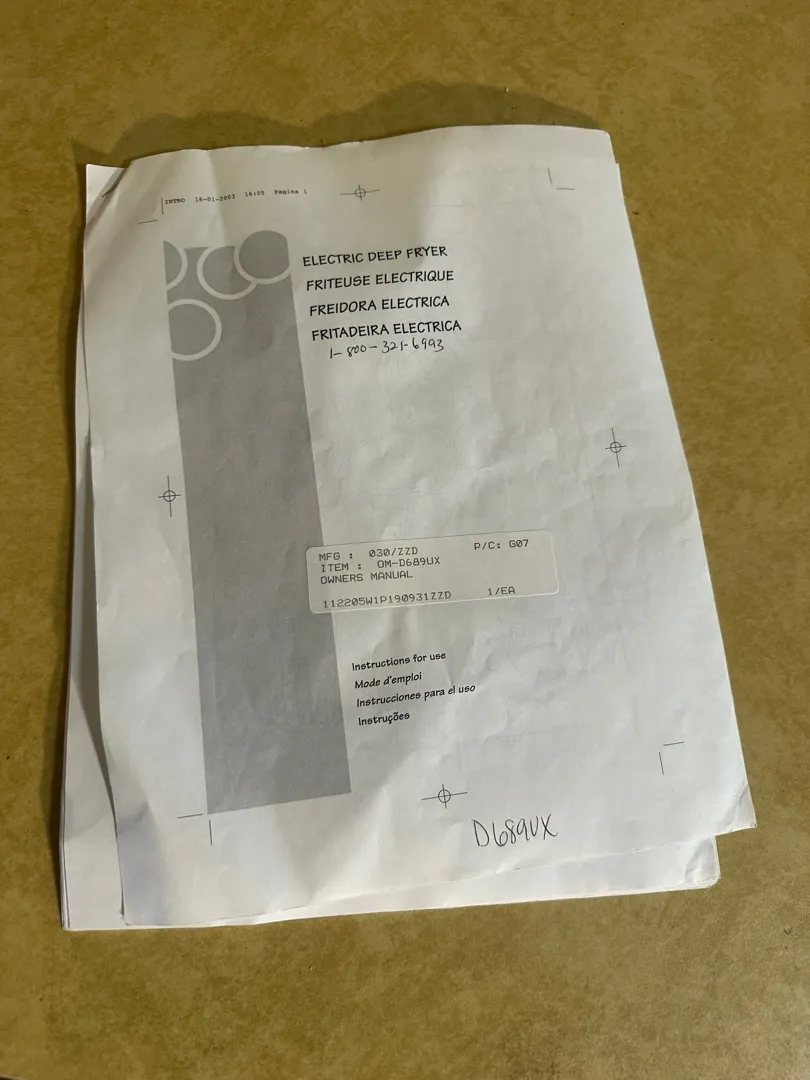 INTRO 16-01-2003 16:05 Pagina 1
ELECTRIC DEEP FRYER
FRITEUSE ELECTRIQUE
FREIDORA ELECTRICA
FRITADEIRA ELECTRICA
1-800-321-6993
MFG : 030/ZZD P/C: G07
ITEM : OM-D689UX
OWNERS MANUAL
112205W1P190931ZZD 1/EA
Instructions for use
Mode d'emploi
Instrucciones para el uso
Instruções
D689UX